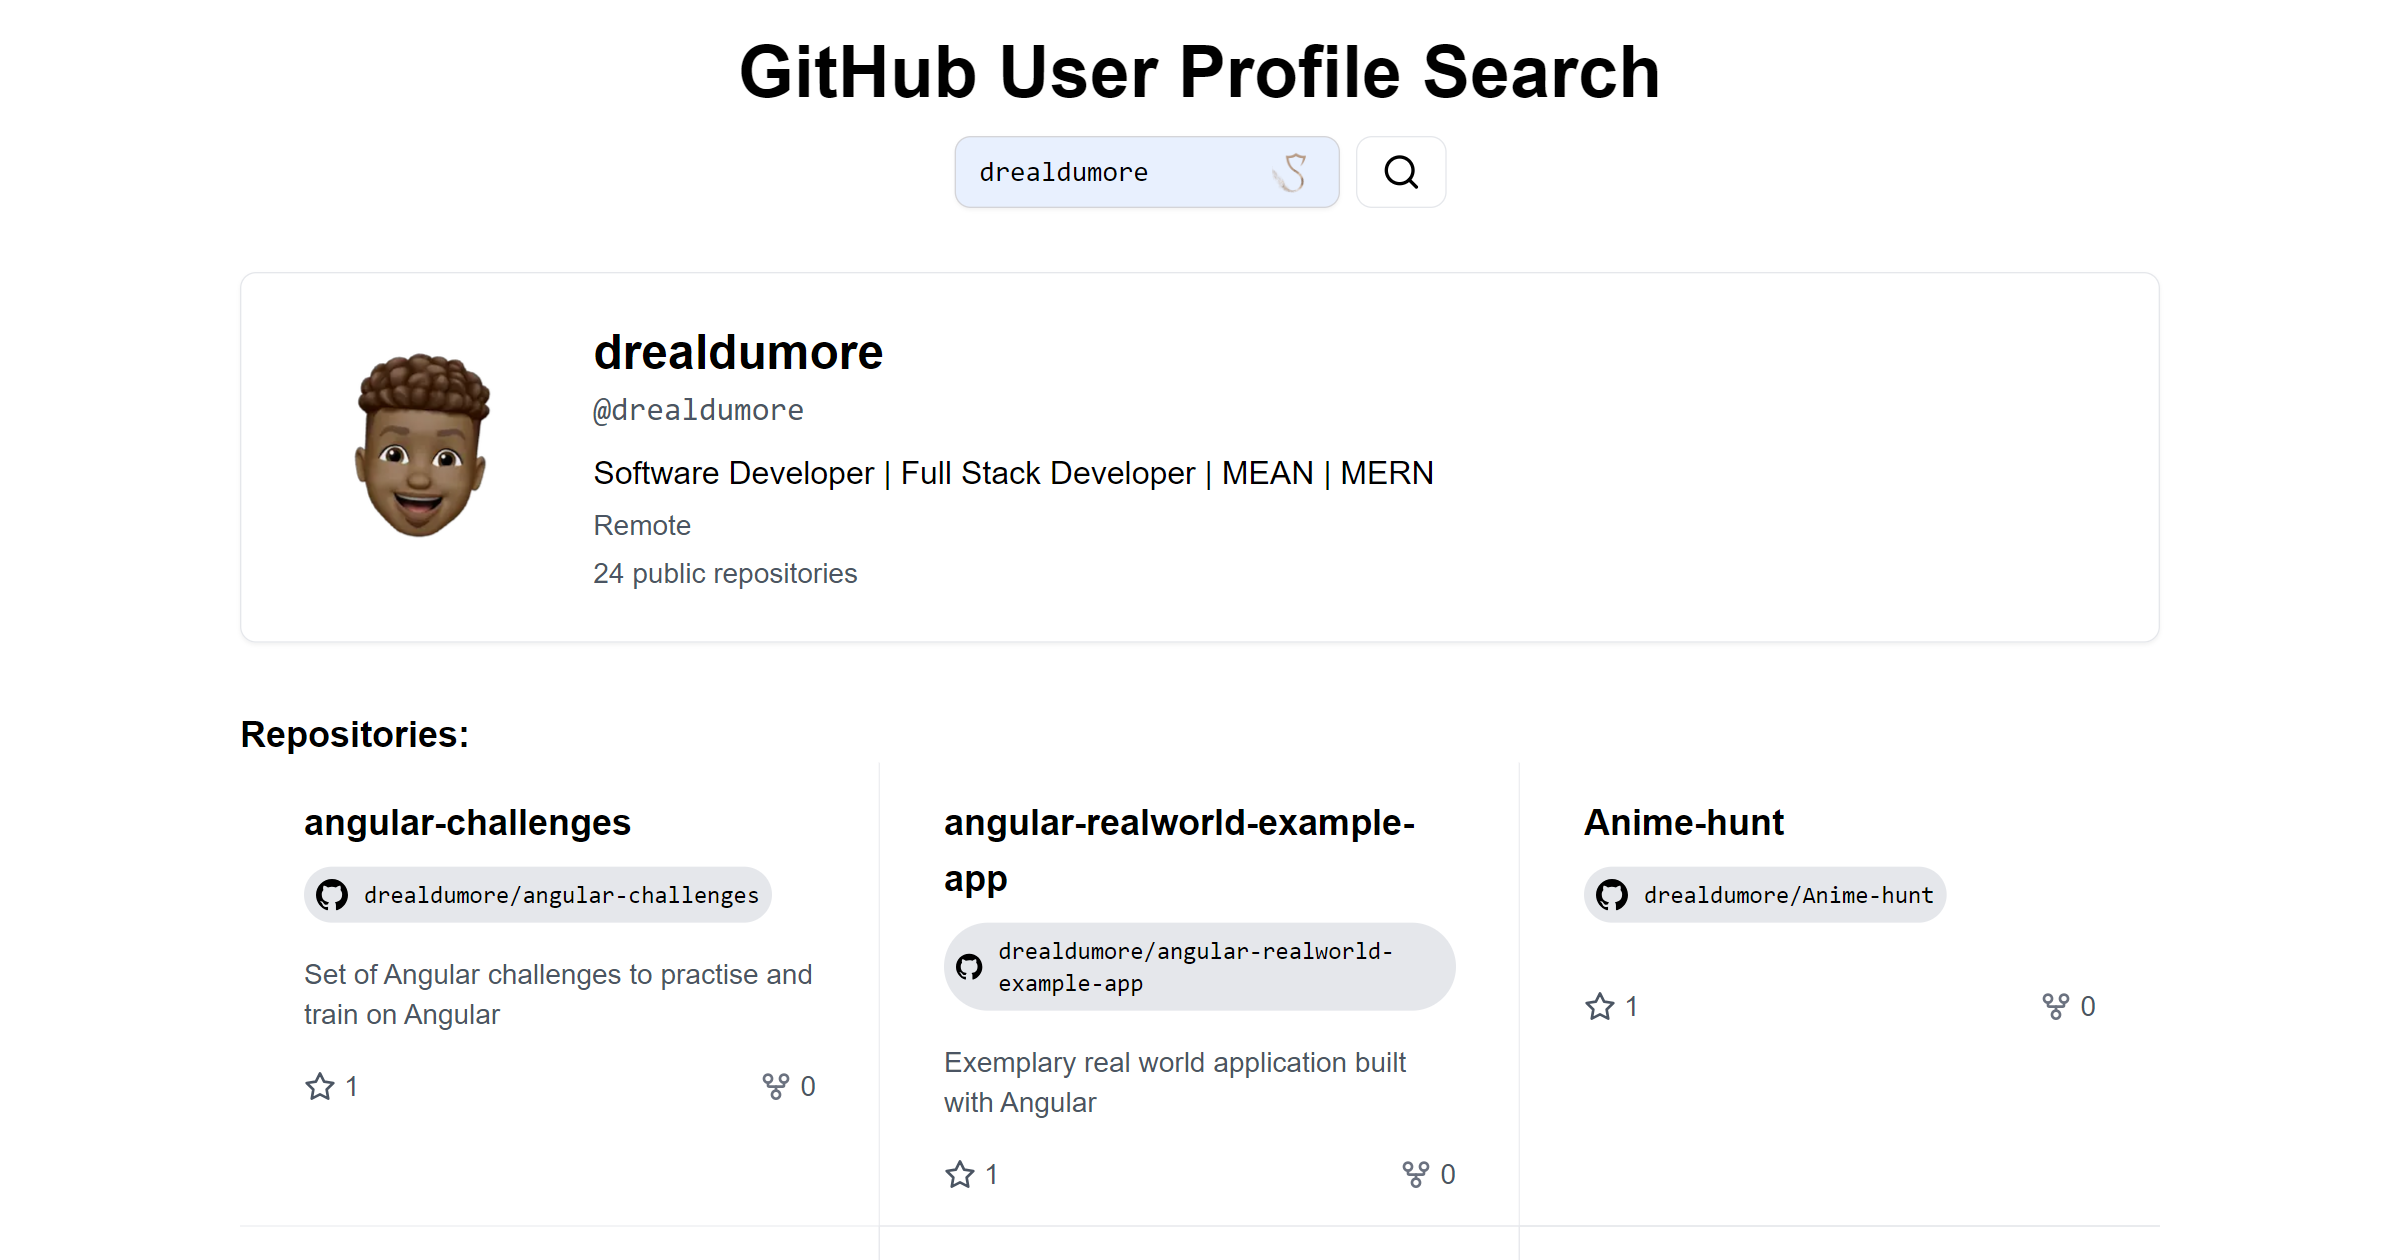 GitHub User Profile Search
drealdumore
drealdumore
@drealdumore
Software Developer | Full Stack Developer | MEAN | MERN
Remote
24 public repositories
Repositories:
angular-challenges
drealdumore/angular-challenges
Set of Angular challenges to practise and
train on Angular
1 0
angular-realworld-example-
app
drealdumore/angular-realworld-
example-app
Exemplary real world application built
with Angular
1 0
Anime-hunt
drealdumore/Anime-hunt
1 0